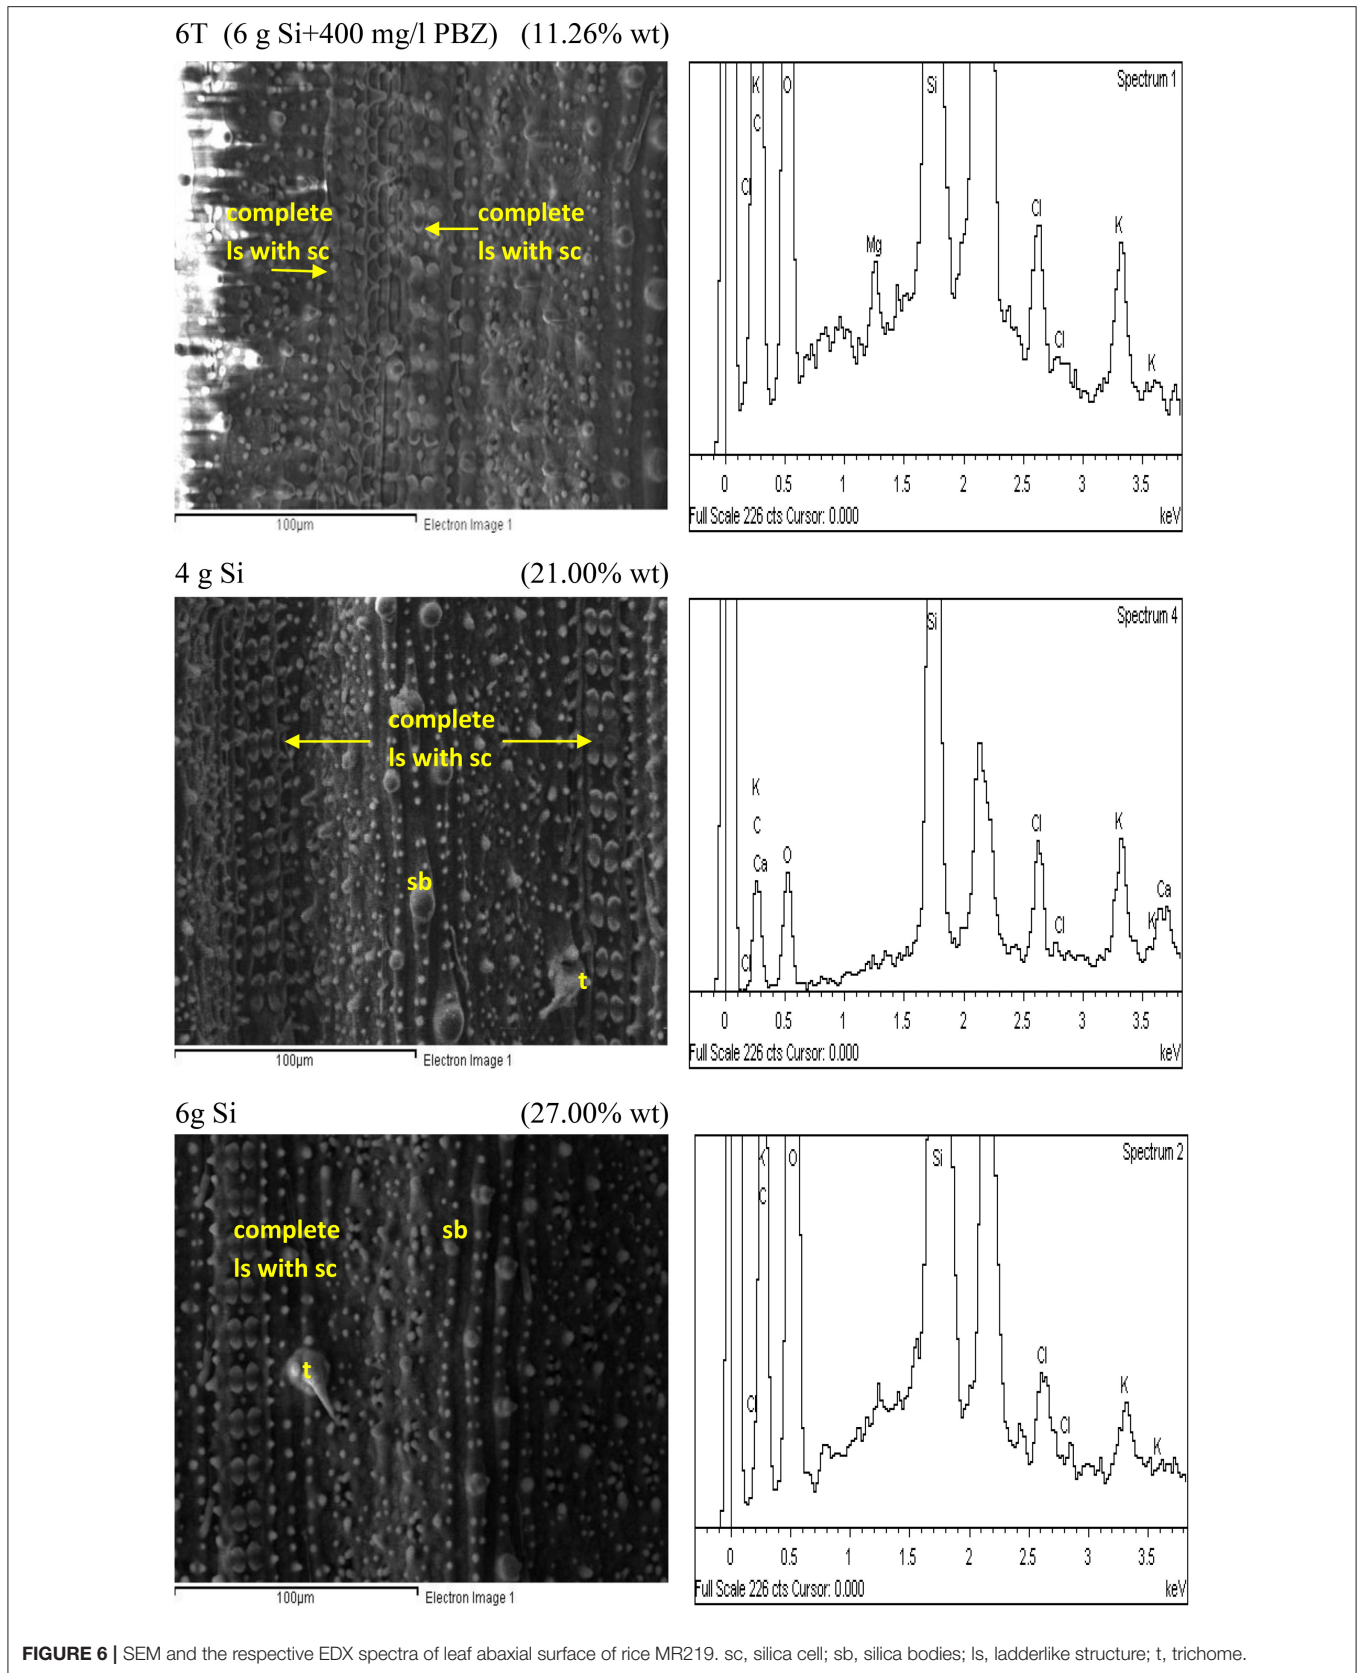 6T (6 g Si+400 mg/l PBZ) (11.26% wt)
complete
ls with sc
complete
ls with sc
100µm
Electron Image 1
Spectrum 1
K
O
Si
C
Cl
Mg
Cl
Cl
K
K
0 0.5 1 1.5 2 2.5 3 3.5
Full Scale 226 cts Cursor: 0.000 keV
4 g Si (21.00% wt)
complete
ls with sc
sb
t
100µm
Electron Image 1
Spectrum 4
Si
K
C
Ca
O
Cl
Cl
Cl
K
K
Ca
0 0.5 1 1.5 2 2.5 3 3.5
Full Scale 226 cts Cursor: 0.000 keV
6g Si (27.00% wt)
complete
ls with sc
sb
t
100µm
Electron Image 1
Spectrum 2
K
O
Si
C
Cl
Cl
Cl
K
K
0 0.5 1 1.5 2 2.5 3 3.5
Full Scale 226 cts Cursor: 0.000 keV
FIGURE 6 | SEM and the respective EDX spectra of leaf abaxial surface of rice MR219. sc, silica cell; sb, silica bodies; ls, ladderlike structure; t, trichome.